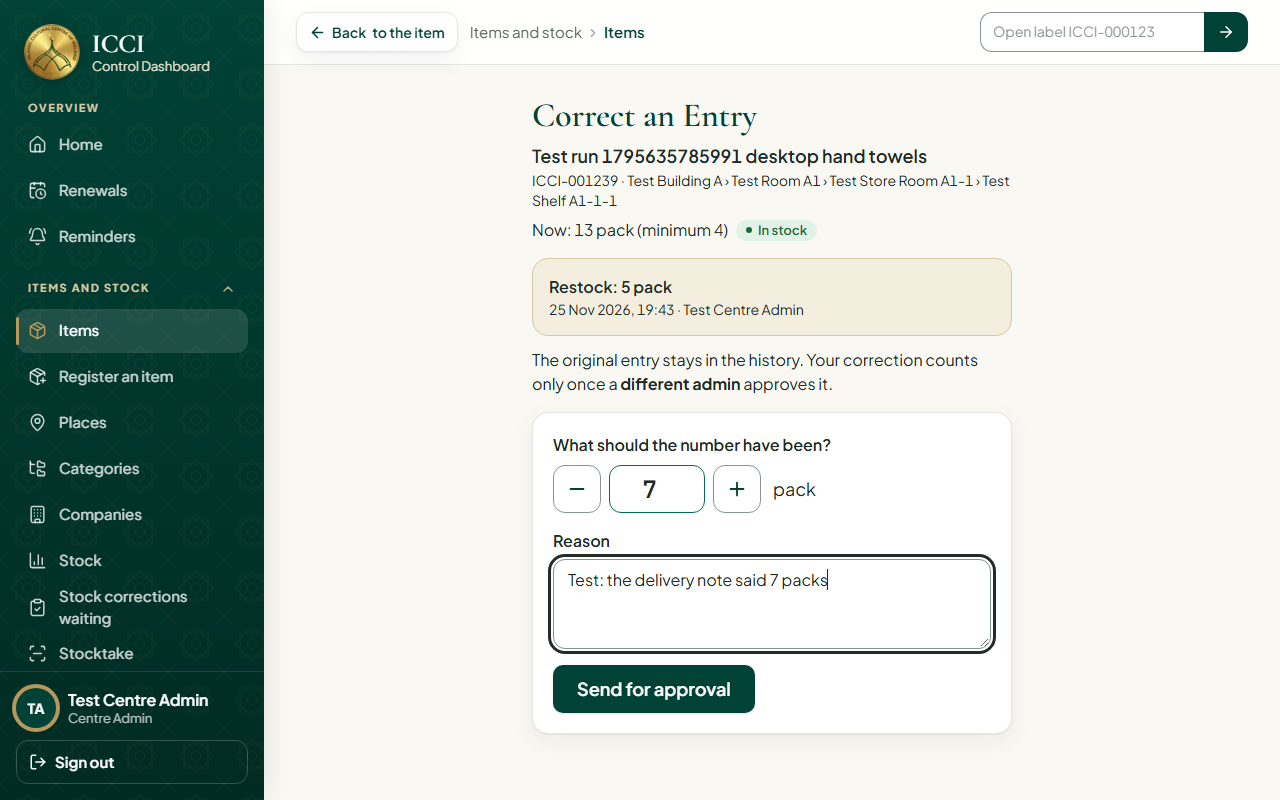 ICCI
Control Dashboard
OVERVIEW
Home
Renewals
Reminders
ITEMS AND STOCK
Items
Register an item
Places
Categories
Companies
Stock
Stock corrections
waiting
Stocktake
TA
Test Centre Admin
Centre Admin
Sign out
Back to the item
Items and stock › Items
Open label ICCI-000123
Correct an Entry
Test run 1795635785991 desktop hand towels
ICCI-001239 · Test Building A › Test Room A1 › Test Store Room A1-1 › Test
Shelf A1-1-1
Now: 13 pack (minimum 4)
In stock
Restock: 5 pack
25 Nov 2026, 19:43 · Test Centre Admin
The original entry stays in the history. Your correction counts
only once a different admin approves it.
What should the number have been?
− 7 + pack
Reason
Test: the delivery note said 7 packs
Send for approval